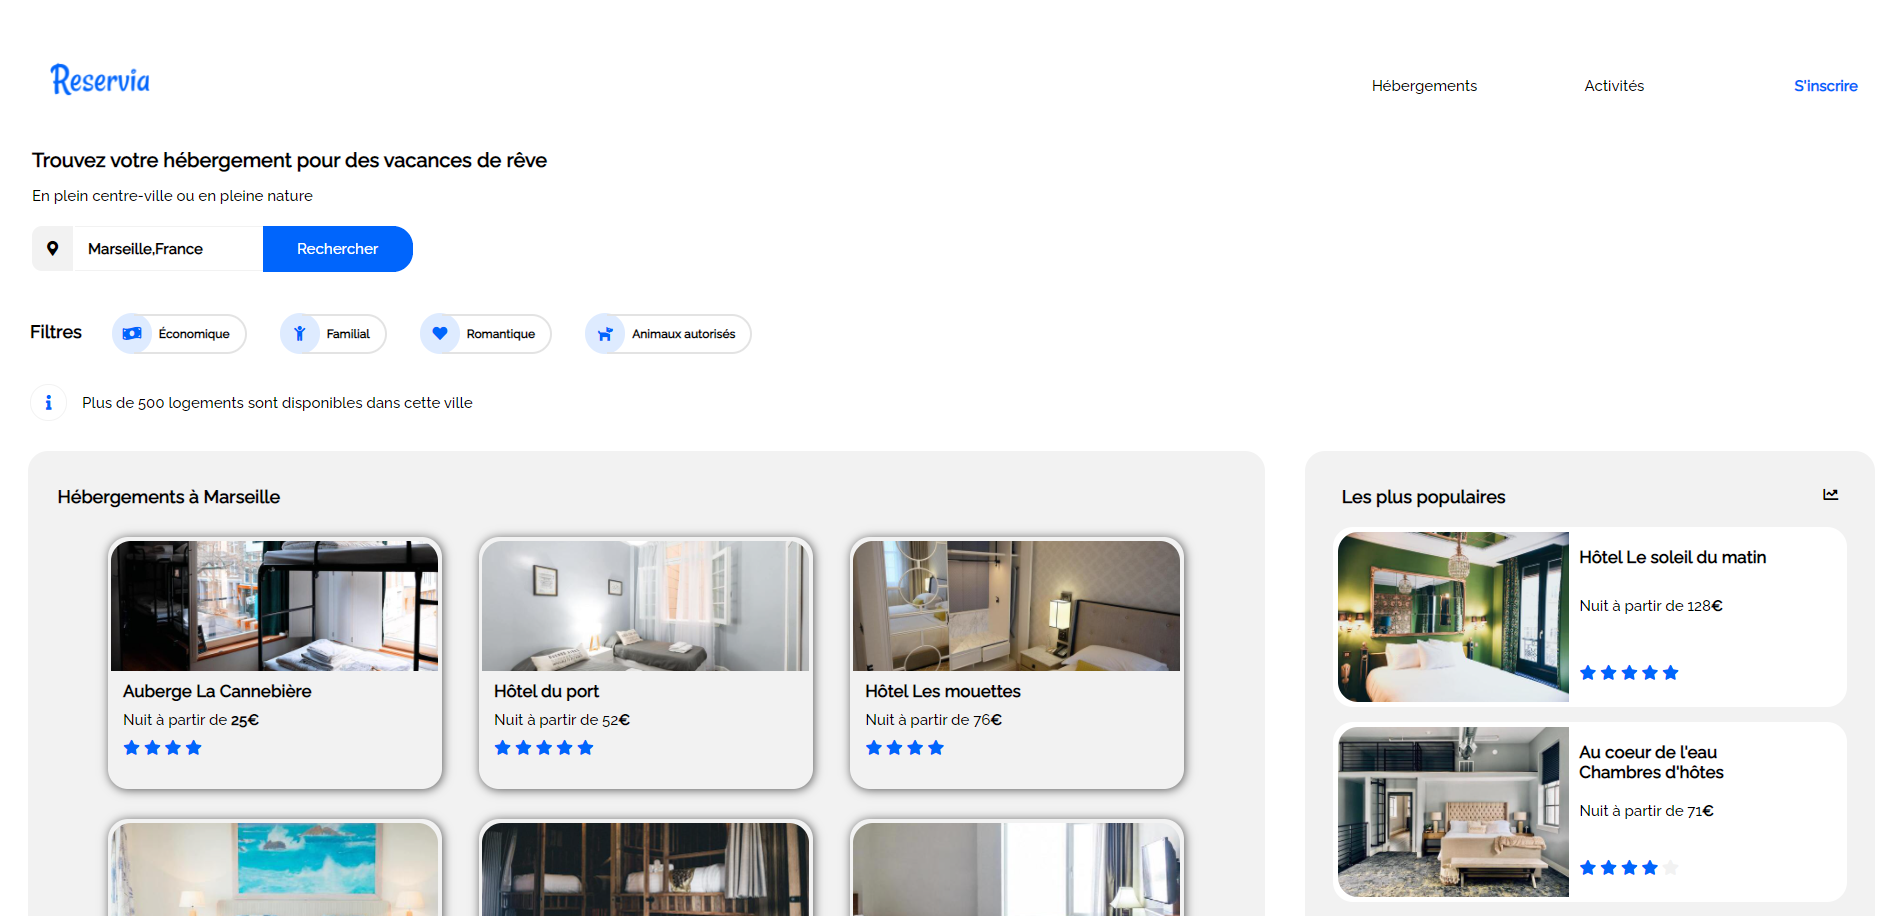 Reservia
Hébergements
Activités
S'inscrire
Trouvez votre hébergement pour des vacances de rêve
En plein centre-ville ou en pleine nature
Marseille,France
Rechercher
Filtres
Économique
Familial
Romantique
Animaux autorisés
Plus de 500 logements sont disponibles dans cette ville
Hébergements à Marseille
Auberge La Cannebière
Nuit à partir de 25€
Hôtel du port
Nuit à partir de 52€
Hôtel Les mouettes
Nuit à partir de 76€
Les plus populaires
Hôtel Le soleil du matin
Nuit à partir de 128€
Au coeur de l'eau
Chambres d'hôtes
Nuit à partir de 71€